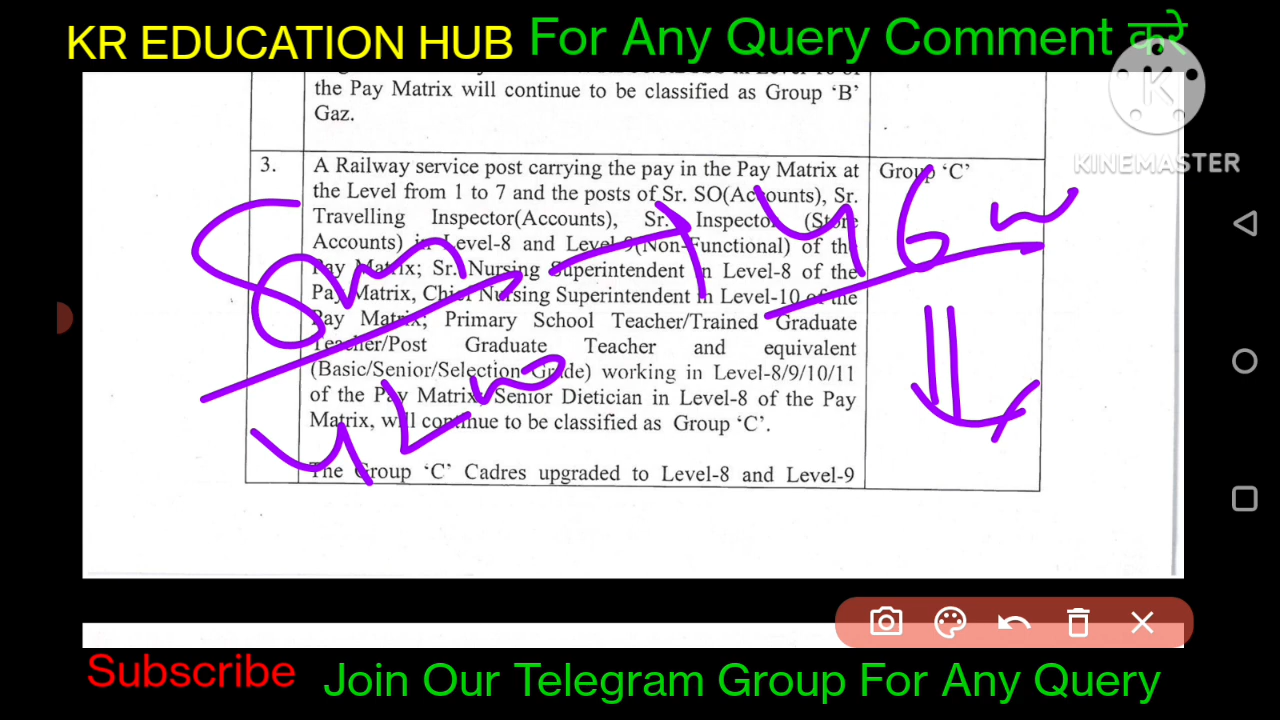 KR EDUCATION HUB For Any Query Comment करे
KINEMASTER
the Pay Matrix will continue to be classified as Group ‘B’
Gaz.
3. A Railway service post carrying the pay in the Pay Matrix at Group ‘C’
the Level from 1 to 7 and the posts of Sr. SO(Accounts), Sr.
Travelling Inspector(Accounts), Sr. Inspector (Store
Accounts) in Level-8 and Level-9(Non-Functional) of the
Pay Matrix; Sr. Nursing Superintendent in Level-8 of the
Pay Matrix, Chief Nursing Superintendent in Level-10 of the
Pay Matrix; Primary School Teacher/Trained Graduate
Teacher/Post Graduate Teacher and equivalent
(Basic/Senior/Selection Grade) working in Level-8/9/10/11
of the Pay Matrix; Senior Dietician in Level-8 of the Pay
Matrix, will continue to be classified as Group ‘C’.
The Group ‘C’ Cadres upgraded to Level-8 and Level-9
Subscribe Join Our Telegram Group For Any Query